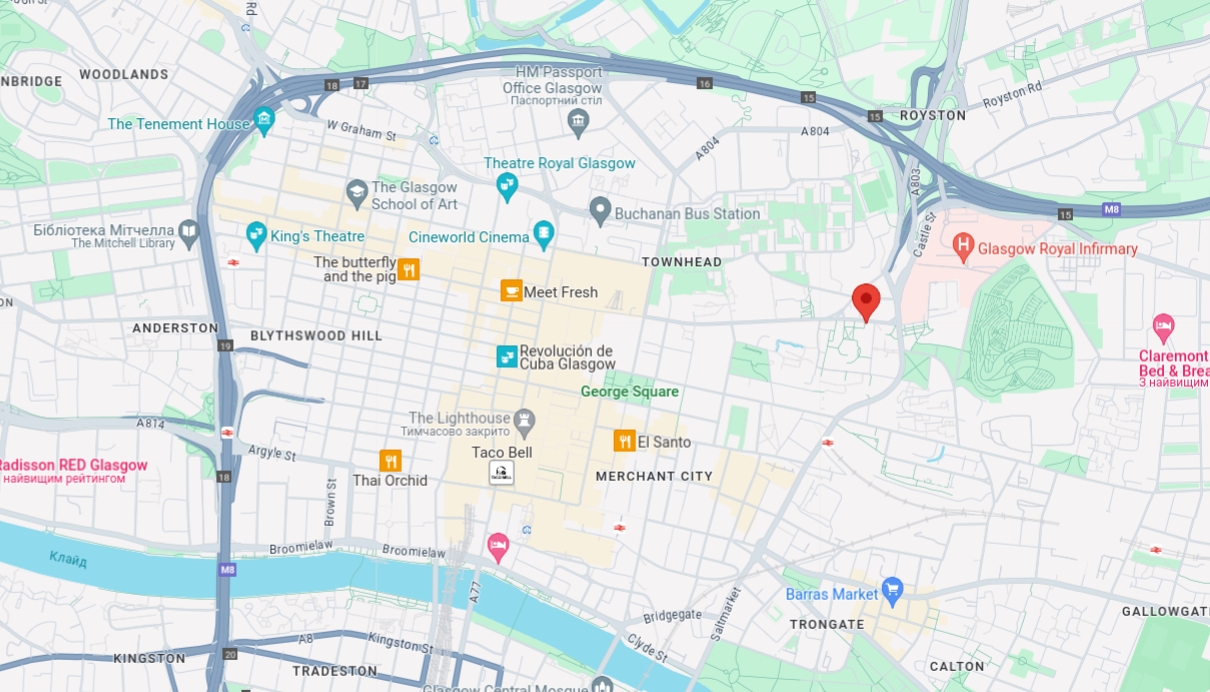 WOODLANDS
NBRIDGE
HM Passport
Office Glasgow
Паспортний стіл
18
17
16
15
15
Royston Rd
ROYSTON
The Tenement House
W Graham St
A804
A804
Theatre Royal Glasgow
A803
The Glasgow
School of Art
Buchanan Bus Station
15
M8
Бібліотека Мітчелла
The Mitchell Library
King's Theatre
Cineworld Cinema
Castle St
H
Glasgow Royal Infirmary
The butterfly
and the pig
TOWNHEAD
Meet Fresh
ON
ANDERSTON
BLYTHSWOOD HILL
19
Revolución de
Cuba Glasgow
Claremont
Bed & Brea
З найвищим
George Square
A814
The Lighthouse
Тимчасово закрито
El Santo
Argyle St
Taco Bell
Radisson RED Glasgow
найвищим рейтингом
18
Thai Orchid
MERCHANT CITY
Brown St
Broomielaw
Broomielaw
Клайд
M8
A77
Barras Market
Bridgegate
Saltmarket
TRONGATE
GALLOWGATE
Clyde St
A8
Kingston St
20
KINGSTON
TRADESTON
CALTON
Glasgow Central Mosque